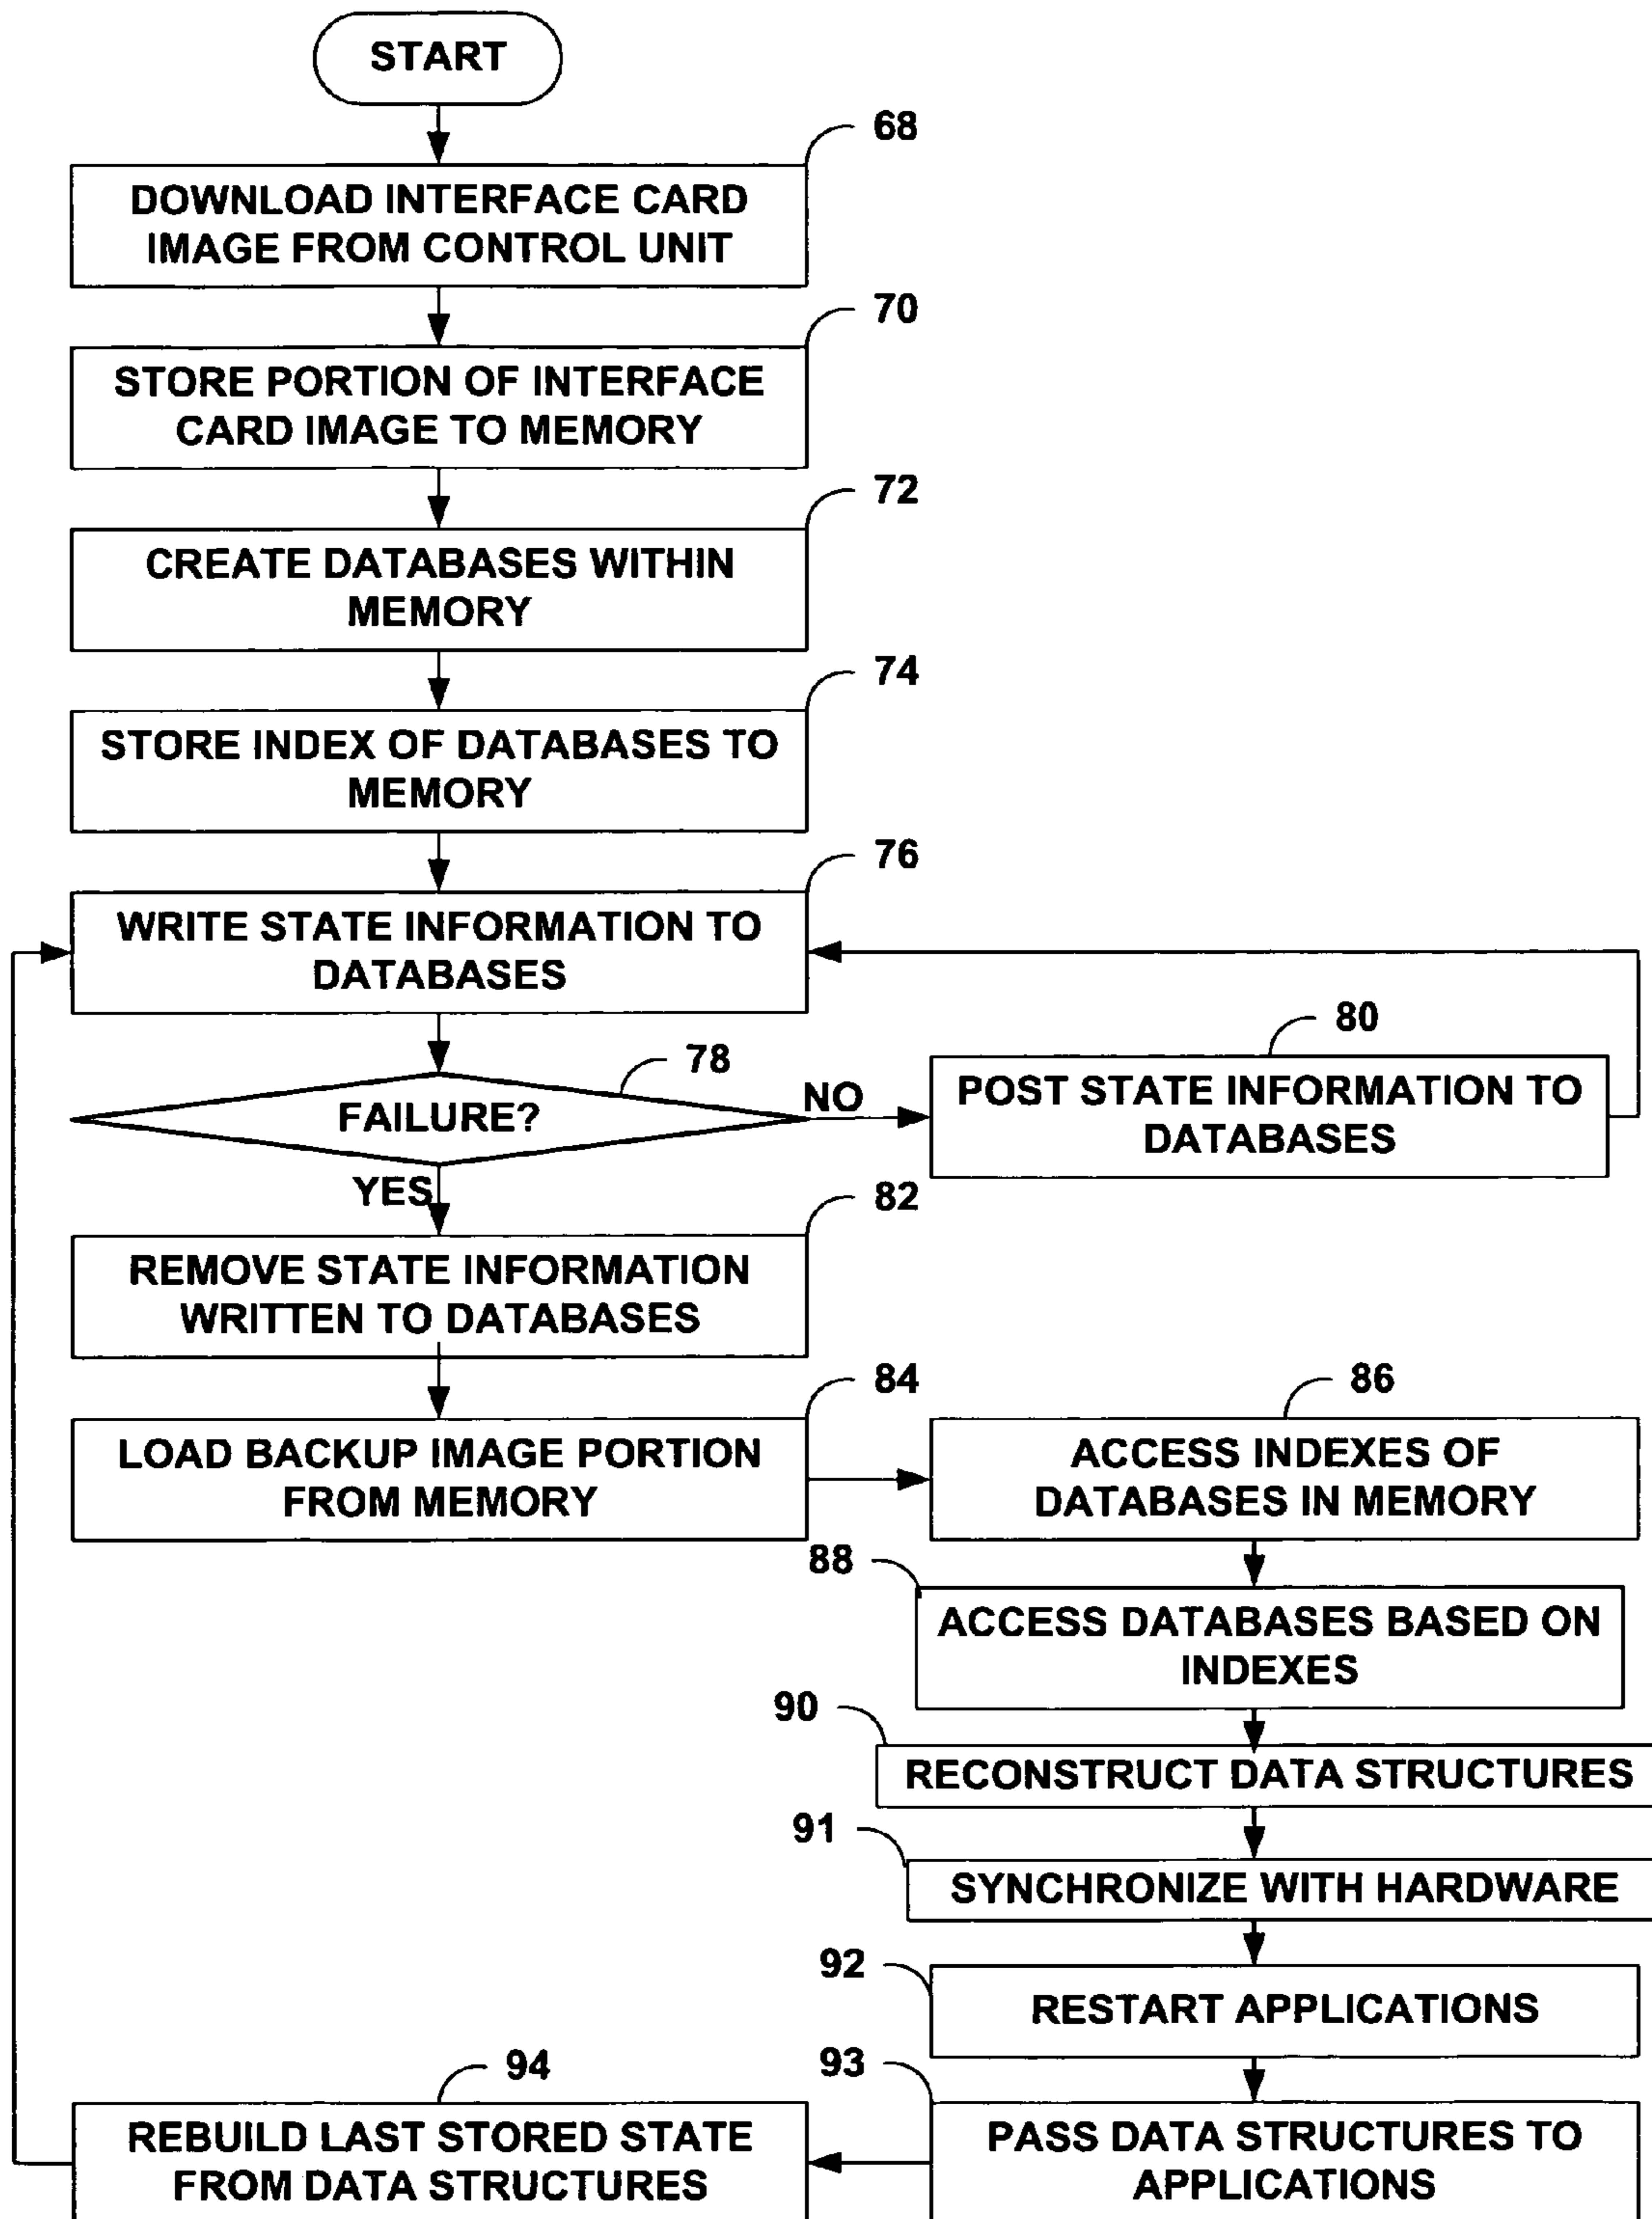 START
68
DOWNLOAD INTERFACE CARD
IMAGE FROM CONTROL UNIT
70
STORE PORTION OF INTERFACE
CARD IMAGE TO MEMORY
72
CREATE DATABASES WITHIN
MEMORY
74
STORE INDEX OF DATABASES TO
MEMORY
76
WRITE STATE INFORMATION TO
DATABASES
78
FAILURE?
NO
80
POST STATE INFORMATION TO
DATABASES
YES
82
REMOVE STATE INFORMATION
WRITTEN TO DATABASES
84
LOAD BACKUP IMAGE PORTION
FROM MEMORY
86
ACCESS INDEXES OF
DATABASES IN MEMORY
88
ACCESS DATABASES BASED ON
INDEXES
90
RECONSTRUCT DATA STRUCTURES
91
SYNCHRONIZE WITH HARDWARE
92
RESTART APPLICATIONS
93
PASS DATA STRUCTURES TO
APPLICATIONS
94
REBUILD LAST STORED STATE
FROM DATA STRUCTURES